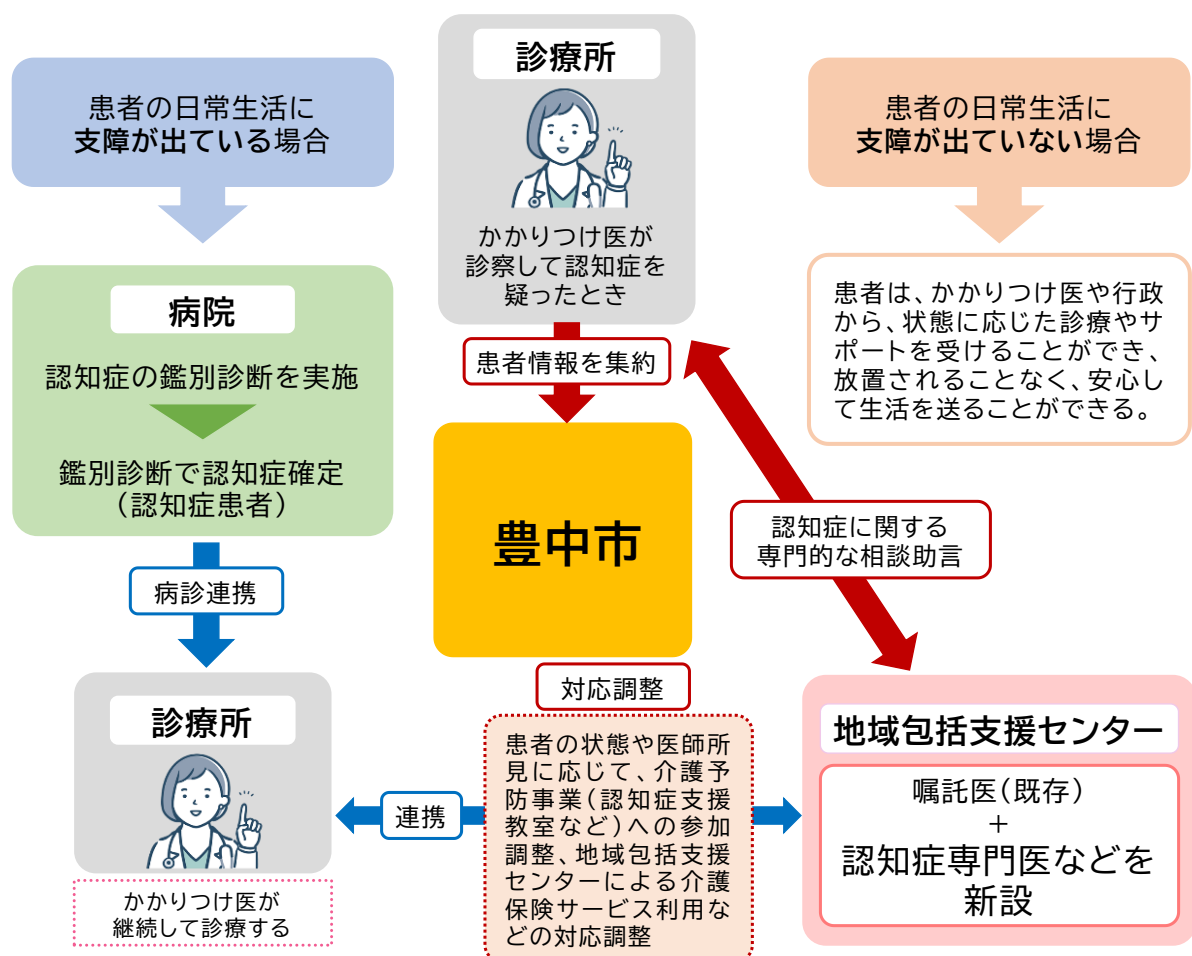 診療所
患者の日常生活に
支障が出ている場合
患者の日常生活に
支障が出ていない場合
かかりつけ医が
診察して認知症を
疑ったとき
病院
認知症の鑑別診断を実施
鑑別診断で認知症確定
(認知症患者)
患者情報を集約
患者は、かかりつけ医や行政
から、状態に応じた診療やサ
ポートを受けることができ、
放置されることなく、安心し
て生活を送ることができる。
豊中市
認知症に関する
専門的な相談助言
病診連携
対応調整
診療所
かかりつけ医が
継続して診療する
連携
患者の状態や医師所
見に応じて、介護予
防事業(認知症支援
教室など)への参加
調整、地域包括支援
センターによる介護
保険サービス利用な
どの対応調整
地域包括支援センター
嘱託医(既存)
+
認知症専門医などを
新設